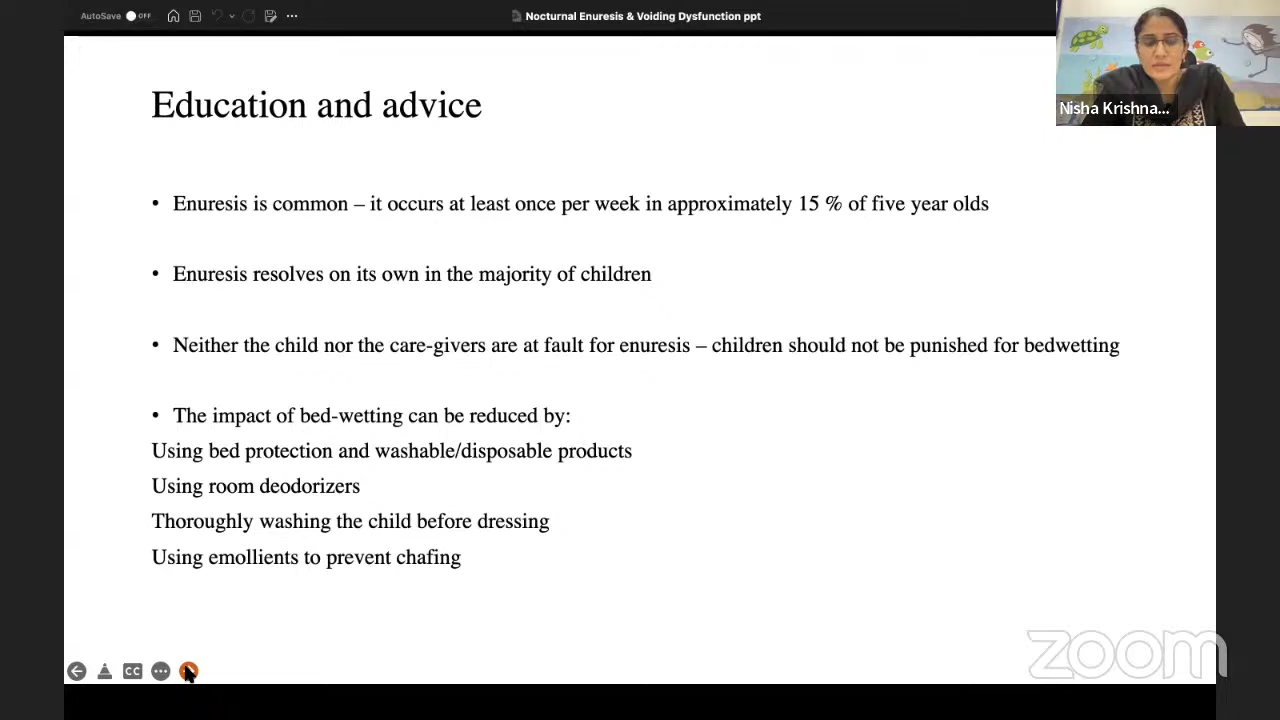 AutoSave OFF
Nocturnal Enuresis & Voiding Dysfunction ppt
Nisha Krishna...
Education and advice
• Enuresis is common – it occurs at least once per week in approximately 15 % of five year olds
• Enuresis resolves on its own in the majority of children
• Neither the child nor the care-givers are at fault for enuresis – children should not be punished for bedwetting
• The impact of bed-wetting can be reduced by:
Using bed protection and washable/disposable products
Using room deodorizers
Thoroughly washing the child before dressing
Using emollients to prevent chafing
CC
zoom